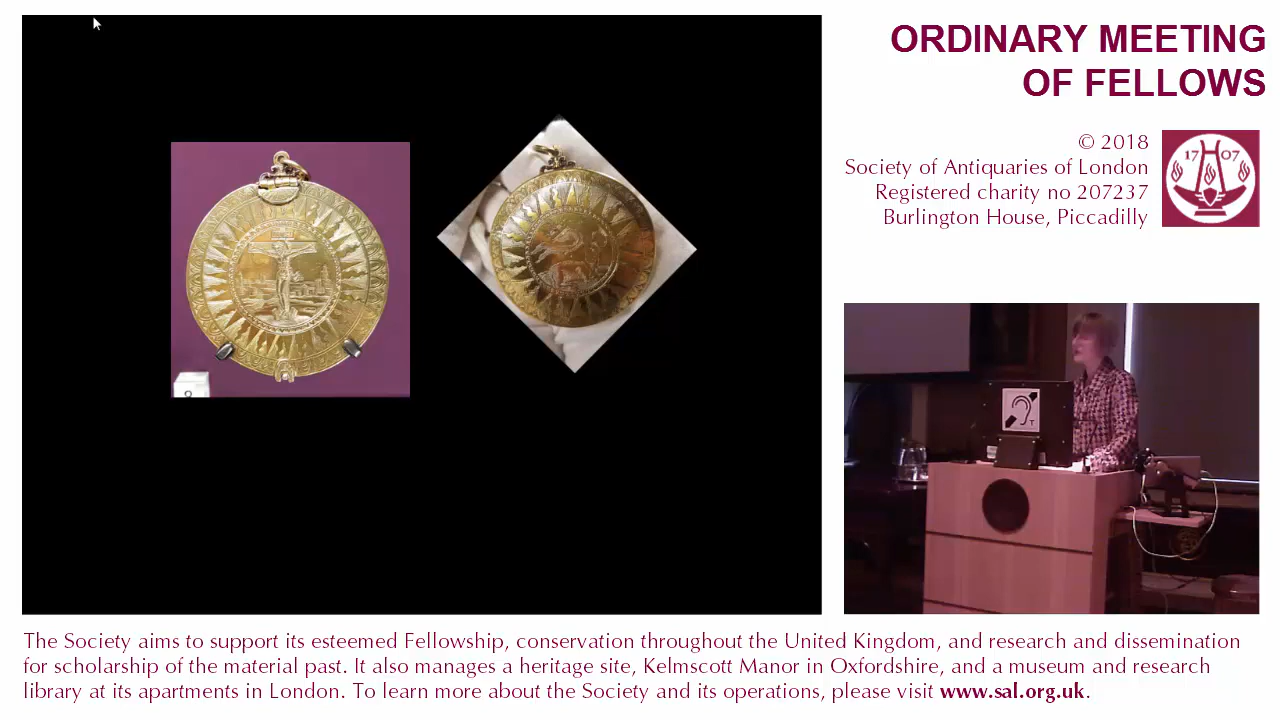 ORDINARY MEETING
OF FELLOWS
© 2018
Society of Antiquaries of London
Registered charity no 207237
Burlington House, Piccadilly
17 07
8
T
The Society aims to support its esteemed Fellowship, conservation throughout the United Kingdom, and research and dissemination
for scholarship of the material past. It also manages a heritage site, Kelmscott Manor in Oxfordshire, and a museum and research
library at its apartments in London. To learn more about the Society and its operations, please visit www.sal.org.uk.